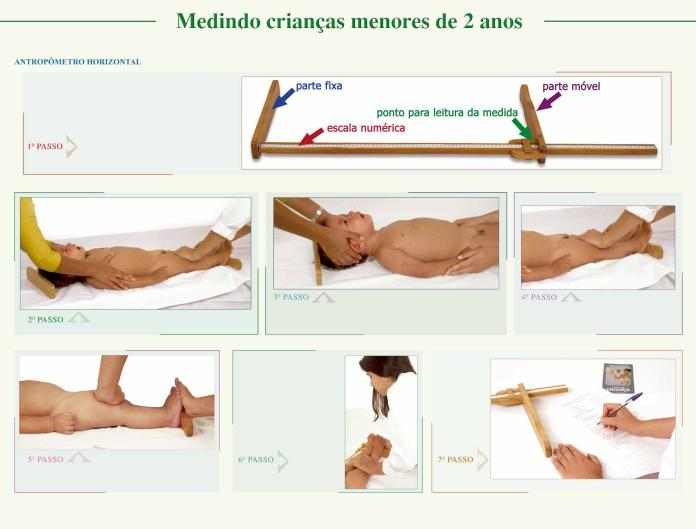 Medindo crianças menores de 2 anos
ANTROPÔMETRO HORIZONTAL
parte fixa
parte móvel
ponto para leitura da medida
escala numérica
1º PASSO
2º PASSO
3º PASSO
4º PASSO
5º PASSO
6º PASSO
7º PASSO